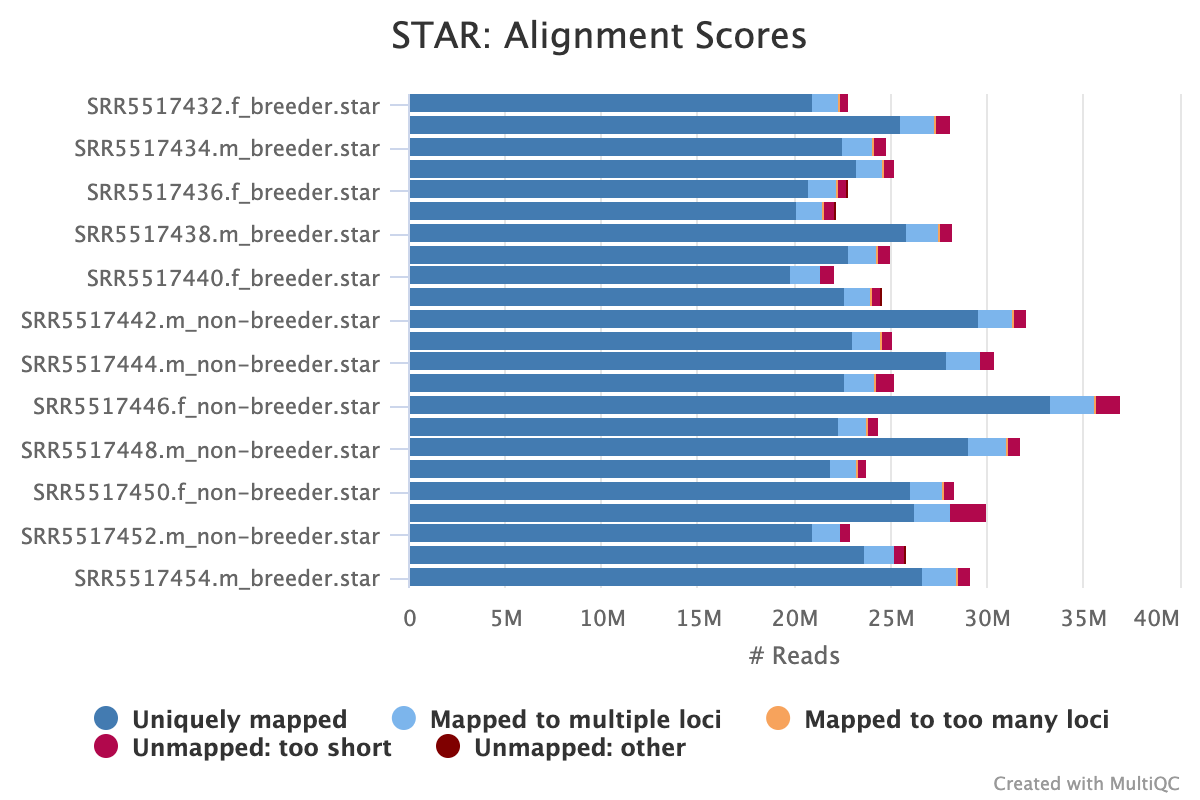 STAR: Alignment Scores
SRR5517432.f_breeder.star
SRR5517434.m_breeder.star
SRR5517436.f_breeder.star
SRR5517438.m_breeder.star
SRR5517440.f_breeder.star
SRR5517442.m_non-breeder.star
SRR5517444.m_non-breeder.star
SRR5517446.f_non-breeder.star
SRR5517448.m_non-breeder.star
SRR5517450.f_non-breeder.star
SRR5517452.m_non-breeder.star
SRR5517454.m_breeder.star
0 5M 10M 15M 20M 25M 30M 35M 40M
# Reads
Uniquely mapped Mapped to multiple loci Mapped to too many loci
Unmapped: too short Unmapped: other
Created with MultiQC